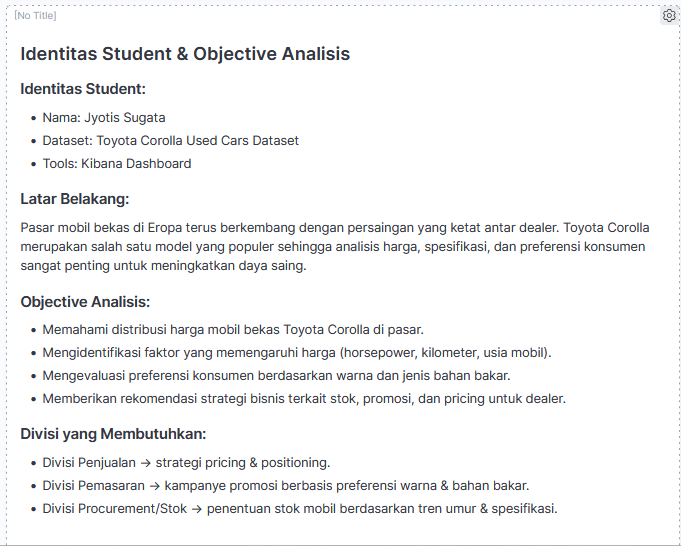 [No Title]
Identitas Student & Objective Analisis
Identitas Student:
• Nama: Jyotis Sugata
• Dataset: Toyota Corolla Used Cars Dataset
• Tools: Kibana Dashboard
Latar Belakang:
Pasar mobil bekas di Eropa terus berkembang dengan persaingan yang ketat antar dealer. Toyota Corolla
merupakan salah satu model yang populer sehingga analisis harga, spesifikasi, dan preferensi konsumen
sangat penting untuk meningkatkan daya saing.
Objective Analisis:
• Memahami distribusi harga mobil bekas Toyota Corolla di pasar.
• Mengidentifikasi faktor yang memengaruhi harga (horsepower, kilometer, usia mobil).
• Mengevaluasi preferensi konsumen berdasarkan warna dan jenis bahan bakar.
• Memberikan rekomendasi strategi bisnis terkait stok, promosi, dan pricing untuk dealer.
Divisi yang Membutuhkan:
• Divisi Penjualan → strategi pricing & positioning.
• Divisi Pemasaran → kampanye promosi berbasis preferensi warna & bahan bakar.
• Divisi Procurement/Stok → penentuan stok mobil berdasarkan tren umur & spesifikasi.